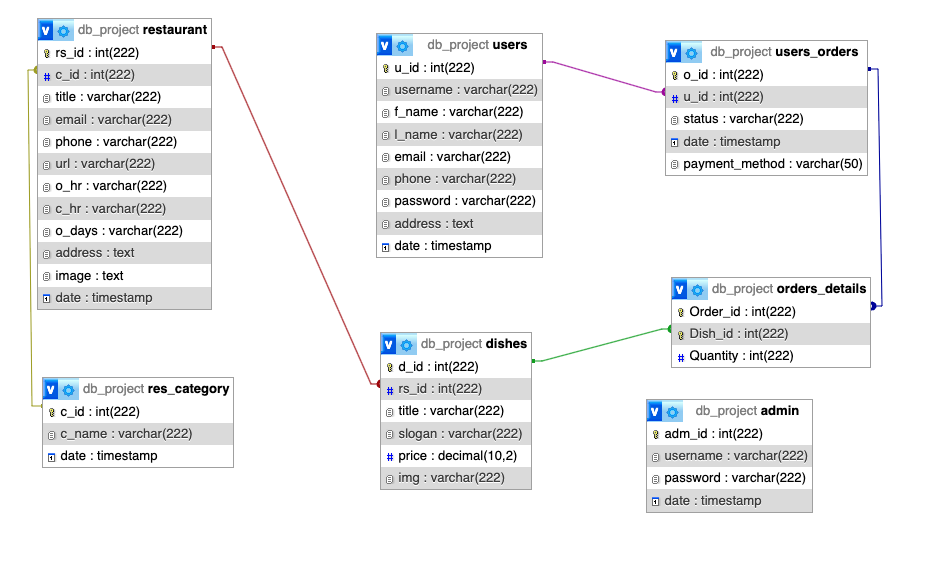 db_project restaurant
rs_id : int(222)
# c_id : int(222)
title : varchar(222)
email : varchar(222)
phone : varchar(222)
url : varchar(222)
o_hr : varchar(222)
c_hr : varchar(222)
o_days : varchar(222)
address : text
image : text
date : timestamp
db_project users
u_id : int(222)
username : varchar(222)
f_name : varchar(222)
l_name : varchar(222)
email : varchar(222)
phone : varchar(222)
password : varchar(222)
address : text
date : timestamp
db_project users_orders
o_id : int(222)
# u_id : int(222)
status : varchar(222)
date : timestamp
payment_method : varchar(50)
db_project orders_details
Order_id : int(222)
Dish_id : int(222)
# Quantity : int(222)
db_project dishes
d_id : int(222)
# rs_id : int(222)
title : varchar(222)
slogan : varchar(222)
# price : decimal(10,2)
img : varchar(222)
db_project res_category
c_id : int(222)
c_name : varchar(222)
date : timestamp
db_project admin
adm_id : int(222)
username : varchar(222)
password : varchar(222)
date : timestamp